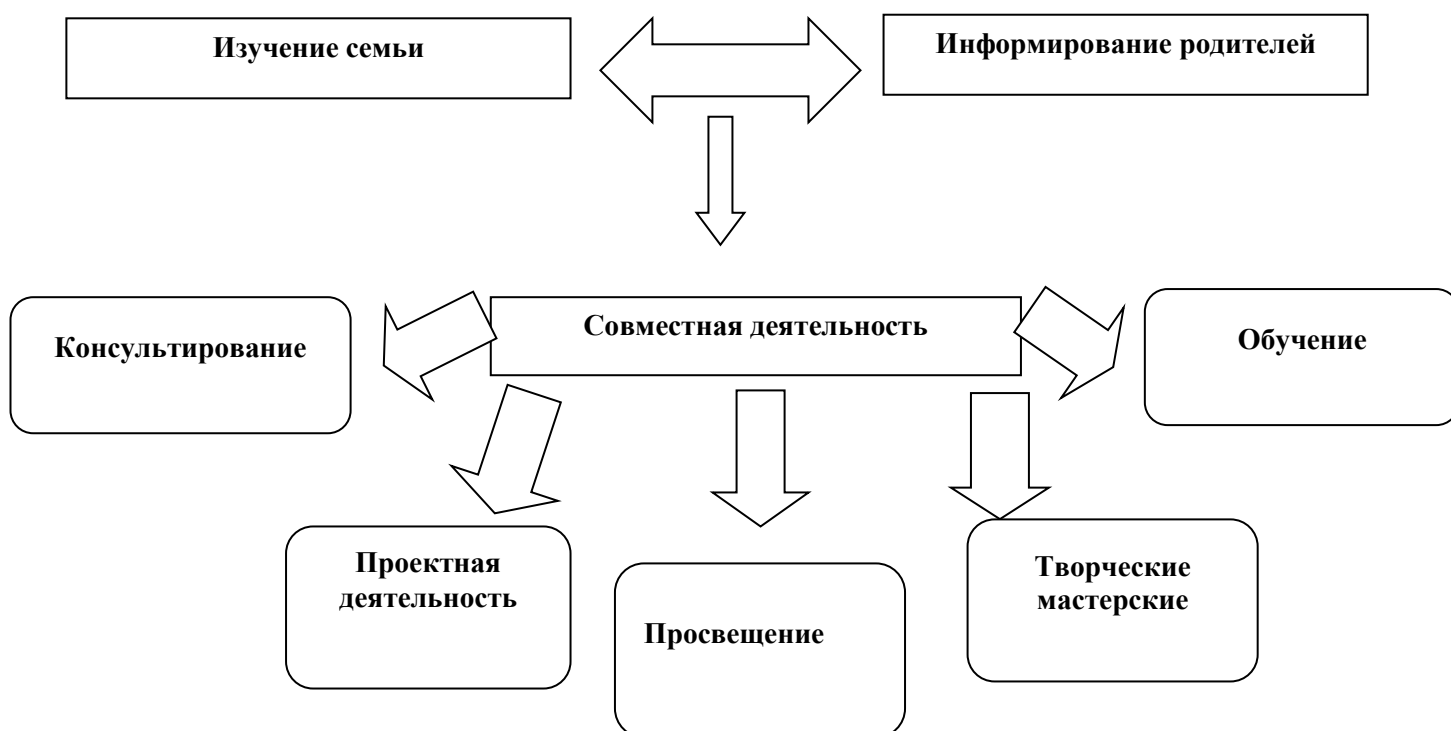 Изучение семьи
Информирование родителей
Совместная деятельность
Консультирование
Обучение
Проектная
деятельность
Просвещение
Творческие
мастерские